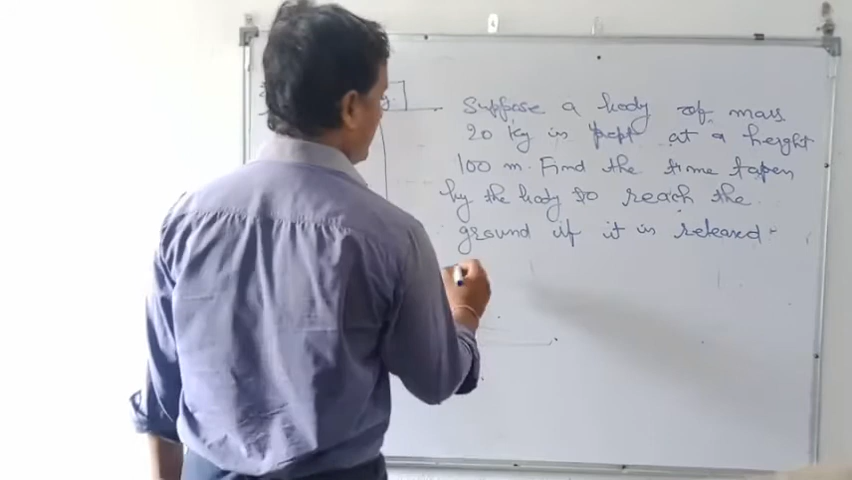 Suppose a body of mass
20 Kg is kept at a height
100 m. Find the time taken
by the body to reach the
ground if it is released.